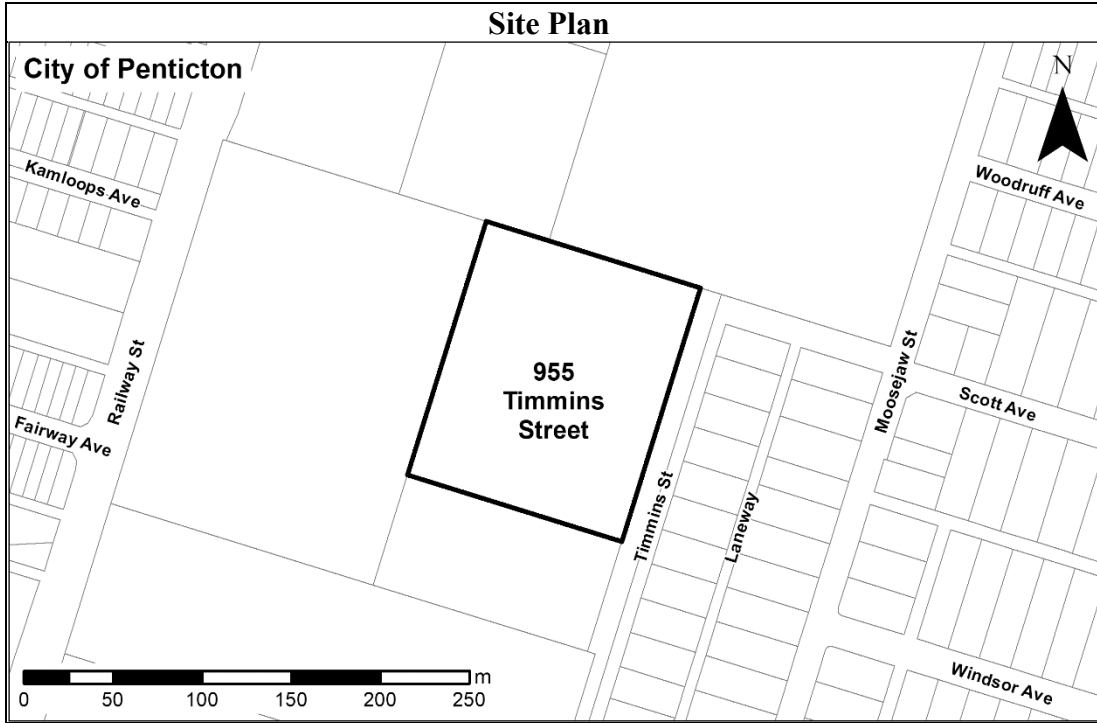 Site Plan
City of Penticton
N
Kamloops Ave
Woodruff Ave
Railway St
955
Timmins
Street
Moosejaw St
Scott Ave
Fairway Ave
Timmins St
Laneway
Windsor Ave
m
0 50 100 150 200 250